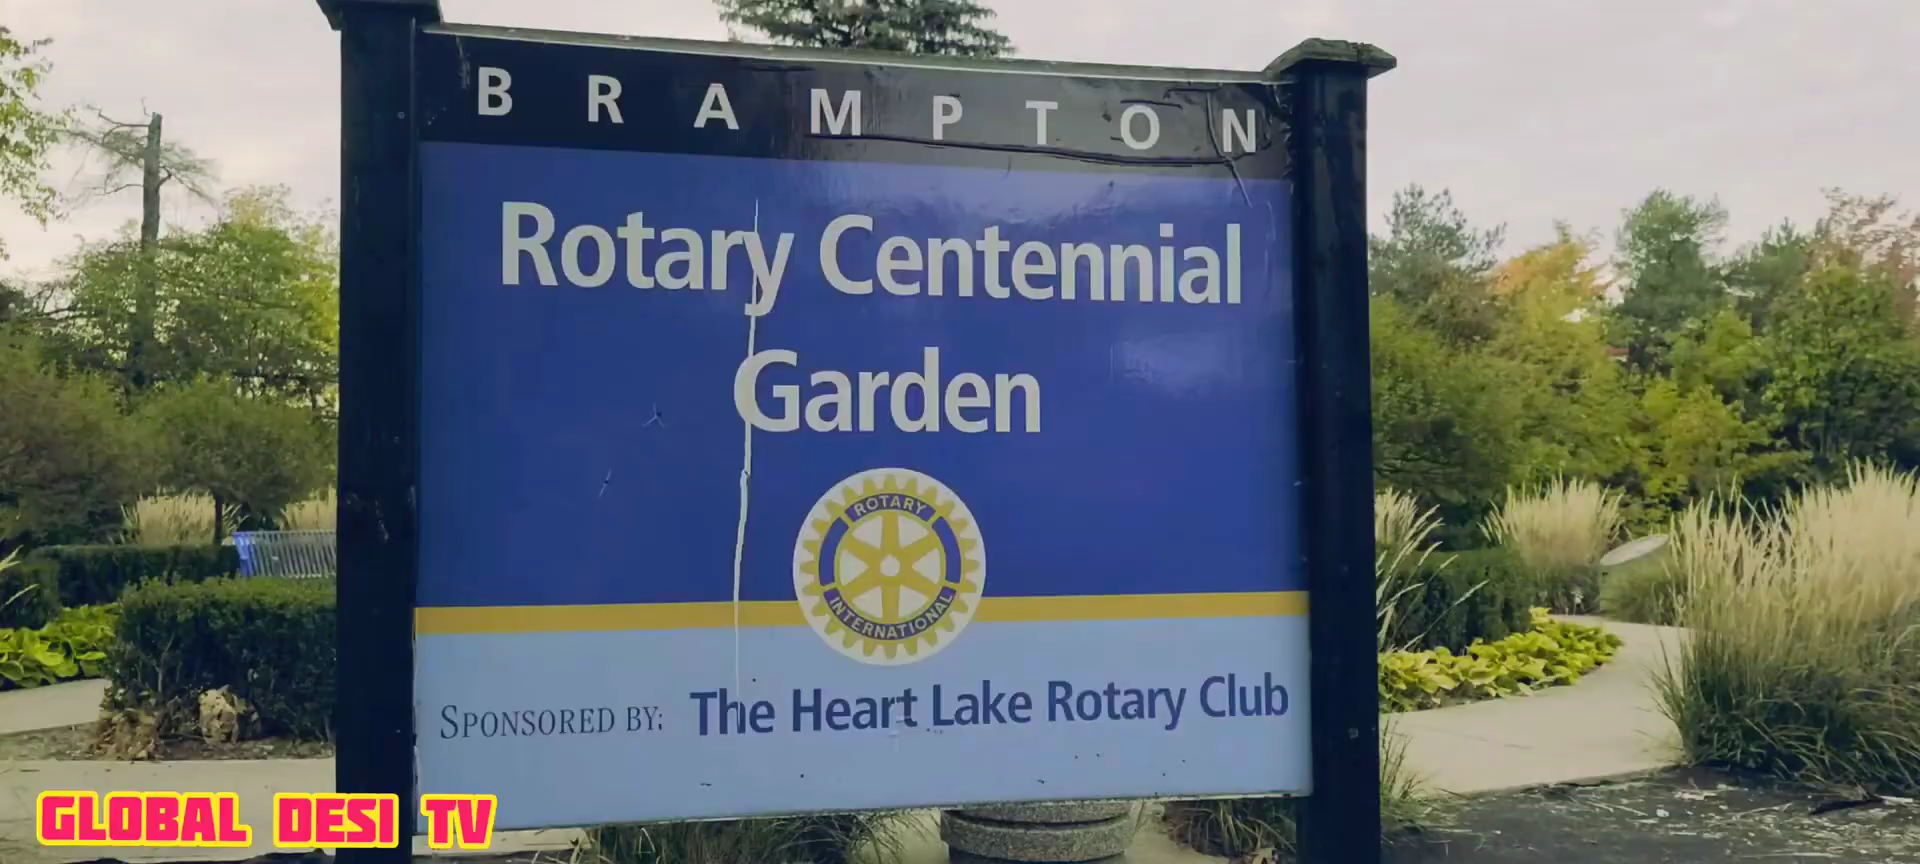 BRAMPTON
Rotary Centennial
Garden
ROTARY
INTERNATIONAL
SPONSORED BY: The Heart Lake Rotary Club
GLOBAL DESI TV